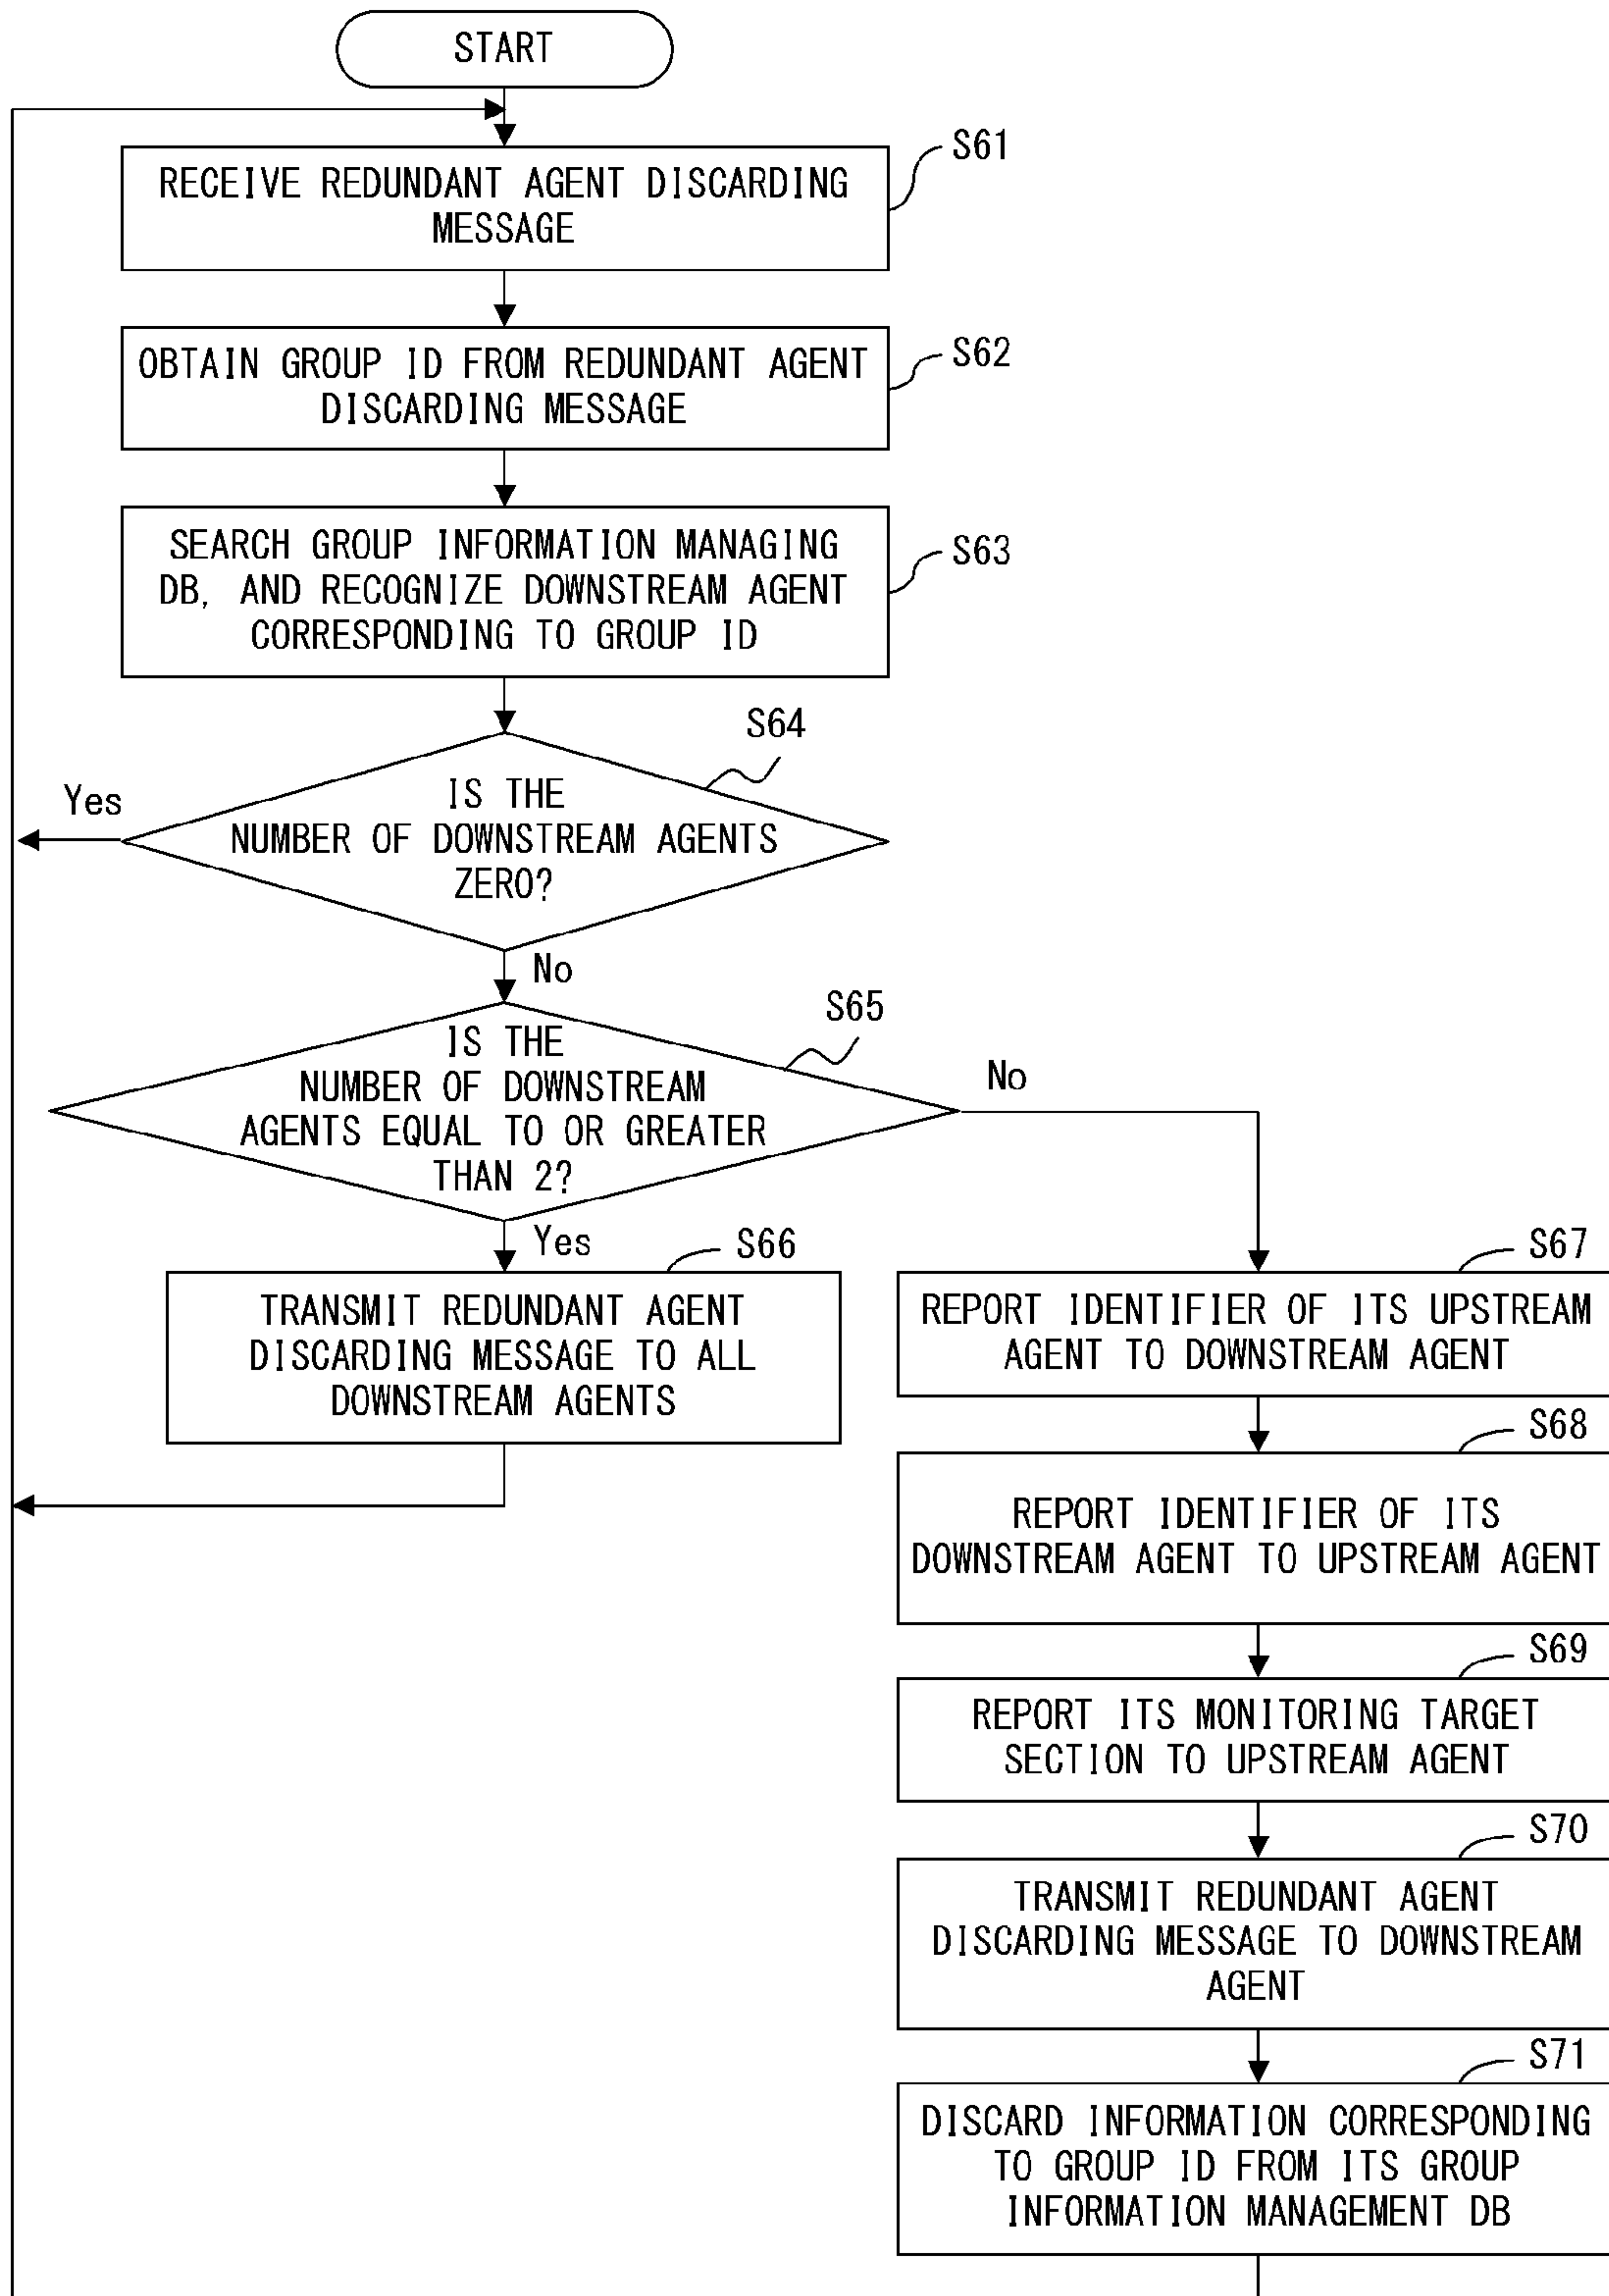 START
S61
RECEIVE REDUNDANT AGENT DISCARDING
MESSAGE
S62
OBTAIN GROUP ID FROM REDUNDANT AGENT
DISCARDING MESSAGE
S63
SEARCH GROUP INFORMATION MANAGING
DB, AND RECOGNIZE DOWNSTREAM AGENT
CORRESPONDING TO GROUP ID
S64
Yes
IS THE
NUMBER OF DOWNSTREAM AGENTS
ZERO?
No
S65
IS THE
NUMBER OF DOWNSTREAM
AGENTS EQUAL TO OR GREATER
THAN 2?
No
Yes
S66
TRANSMIT REDUNDANT AGENT
DISCARDING MESSAGE TO ALL
DOWNSTREAM AGENTS
S67
REPORT IDENTIFIER OF ITS UPSTREAM
AGENT TO DOWNSTREAM AGENT
S68
REPORT IDENTIFIER OF ITS
DOWNSTREAM AGENT TO UPSTREAM AGENT
S69
REPORT ITS MONITORING TARGET
SECTION TO UPSTREAM AGENT
S70
TRANSMIT REDUNDANT AGENT
DISCARDING MESSAGE TO DOWNSTREAM
AGENT
S71
DISCARD INFORMATION CORRESPONDING
TO GROUP ID FROM ITS GROUP
INFORMATION MANAGEMENT DB